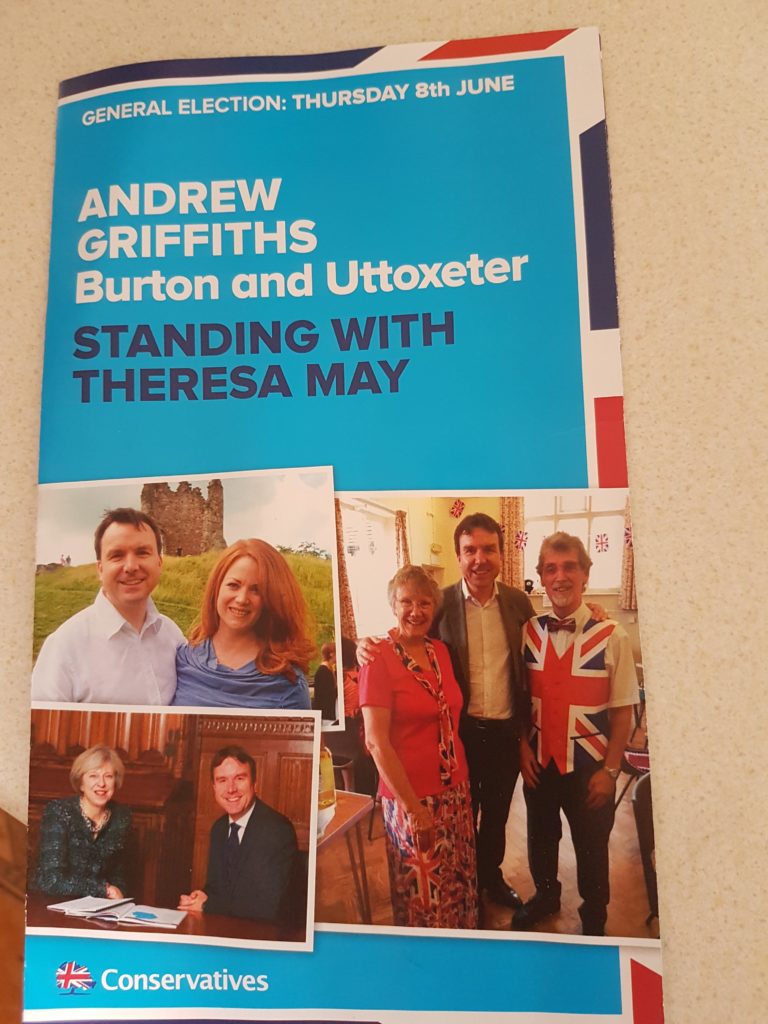 GENERAL ELECTION: THURSDAY 8th JUNE
ANDREW
GRIFFITHS
Burton and Uttoxeter
STANDING WITH
THERESA MAY
Conservatives